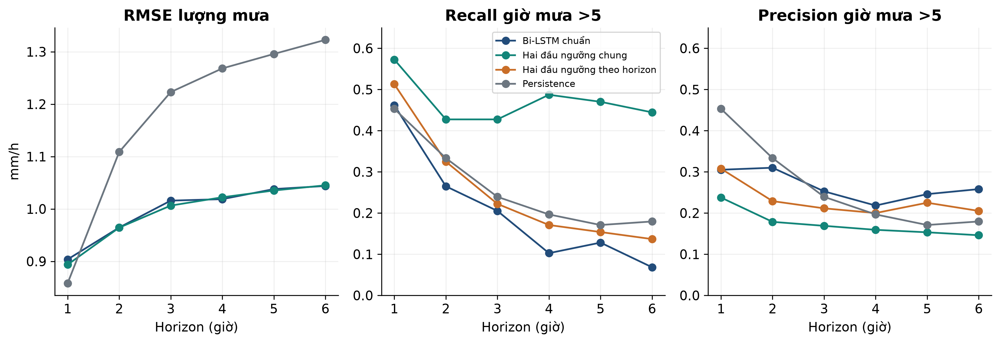 RMSE lượng mưa
mm/h
1.3
1.2
1.1
1.0
0.9
1 2 3 4 5 6
Horizon (giờ)
Recall giờ mưa >5
Bi-LSTM chuẩn
Hai đầu ngưỡng chung
Hai đầu ngưỡng theo horizon
Persistence
0.6
0.5
0.4
0.3
0.2
0.1
0.0
1 2 3 4 5 6
Horizon (giờ)
Precision giờ mưa >5
0.6
0.5
0.4
0.3
0.2
0.1
0.0
1 2 3 4 5 6
Horizon (giờ)